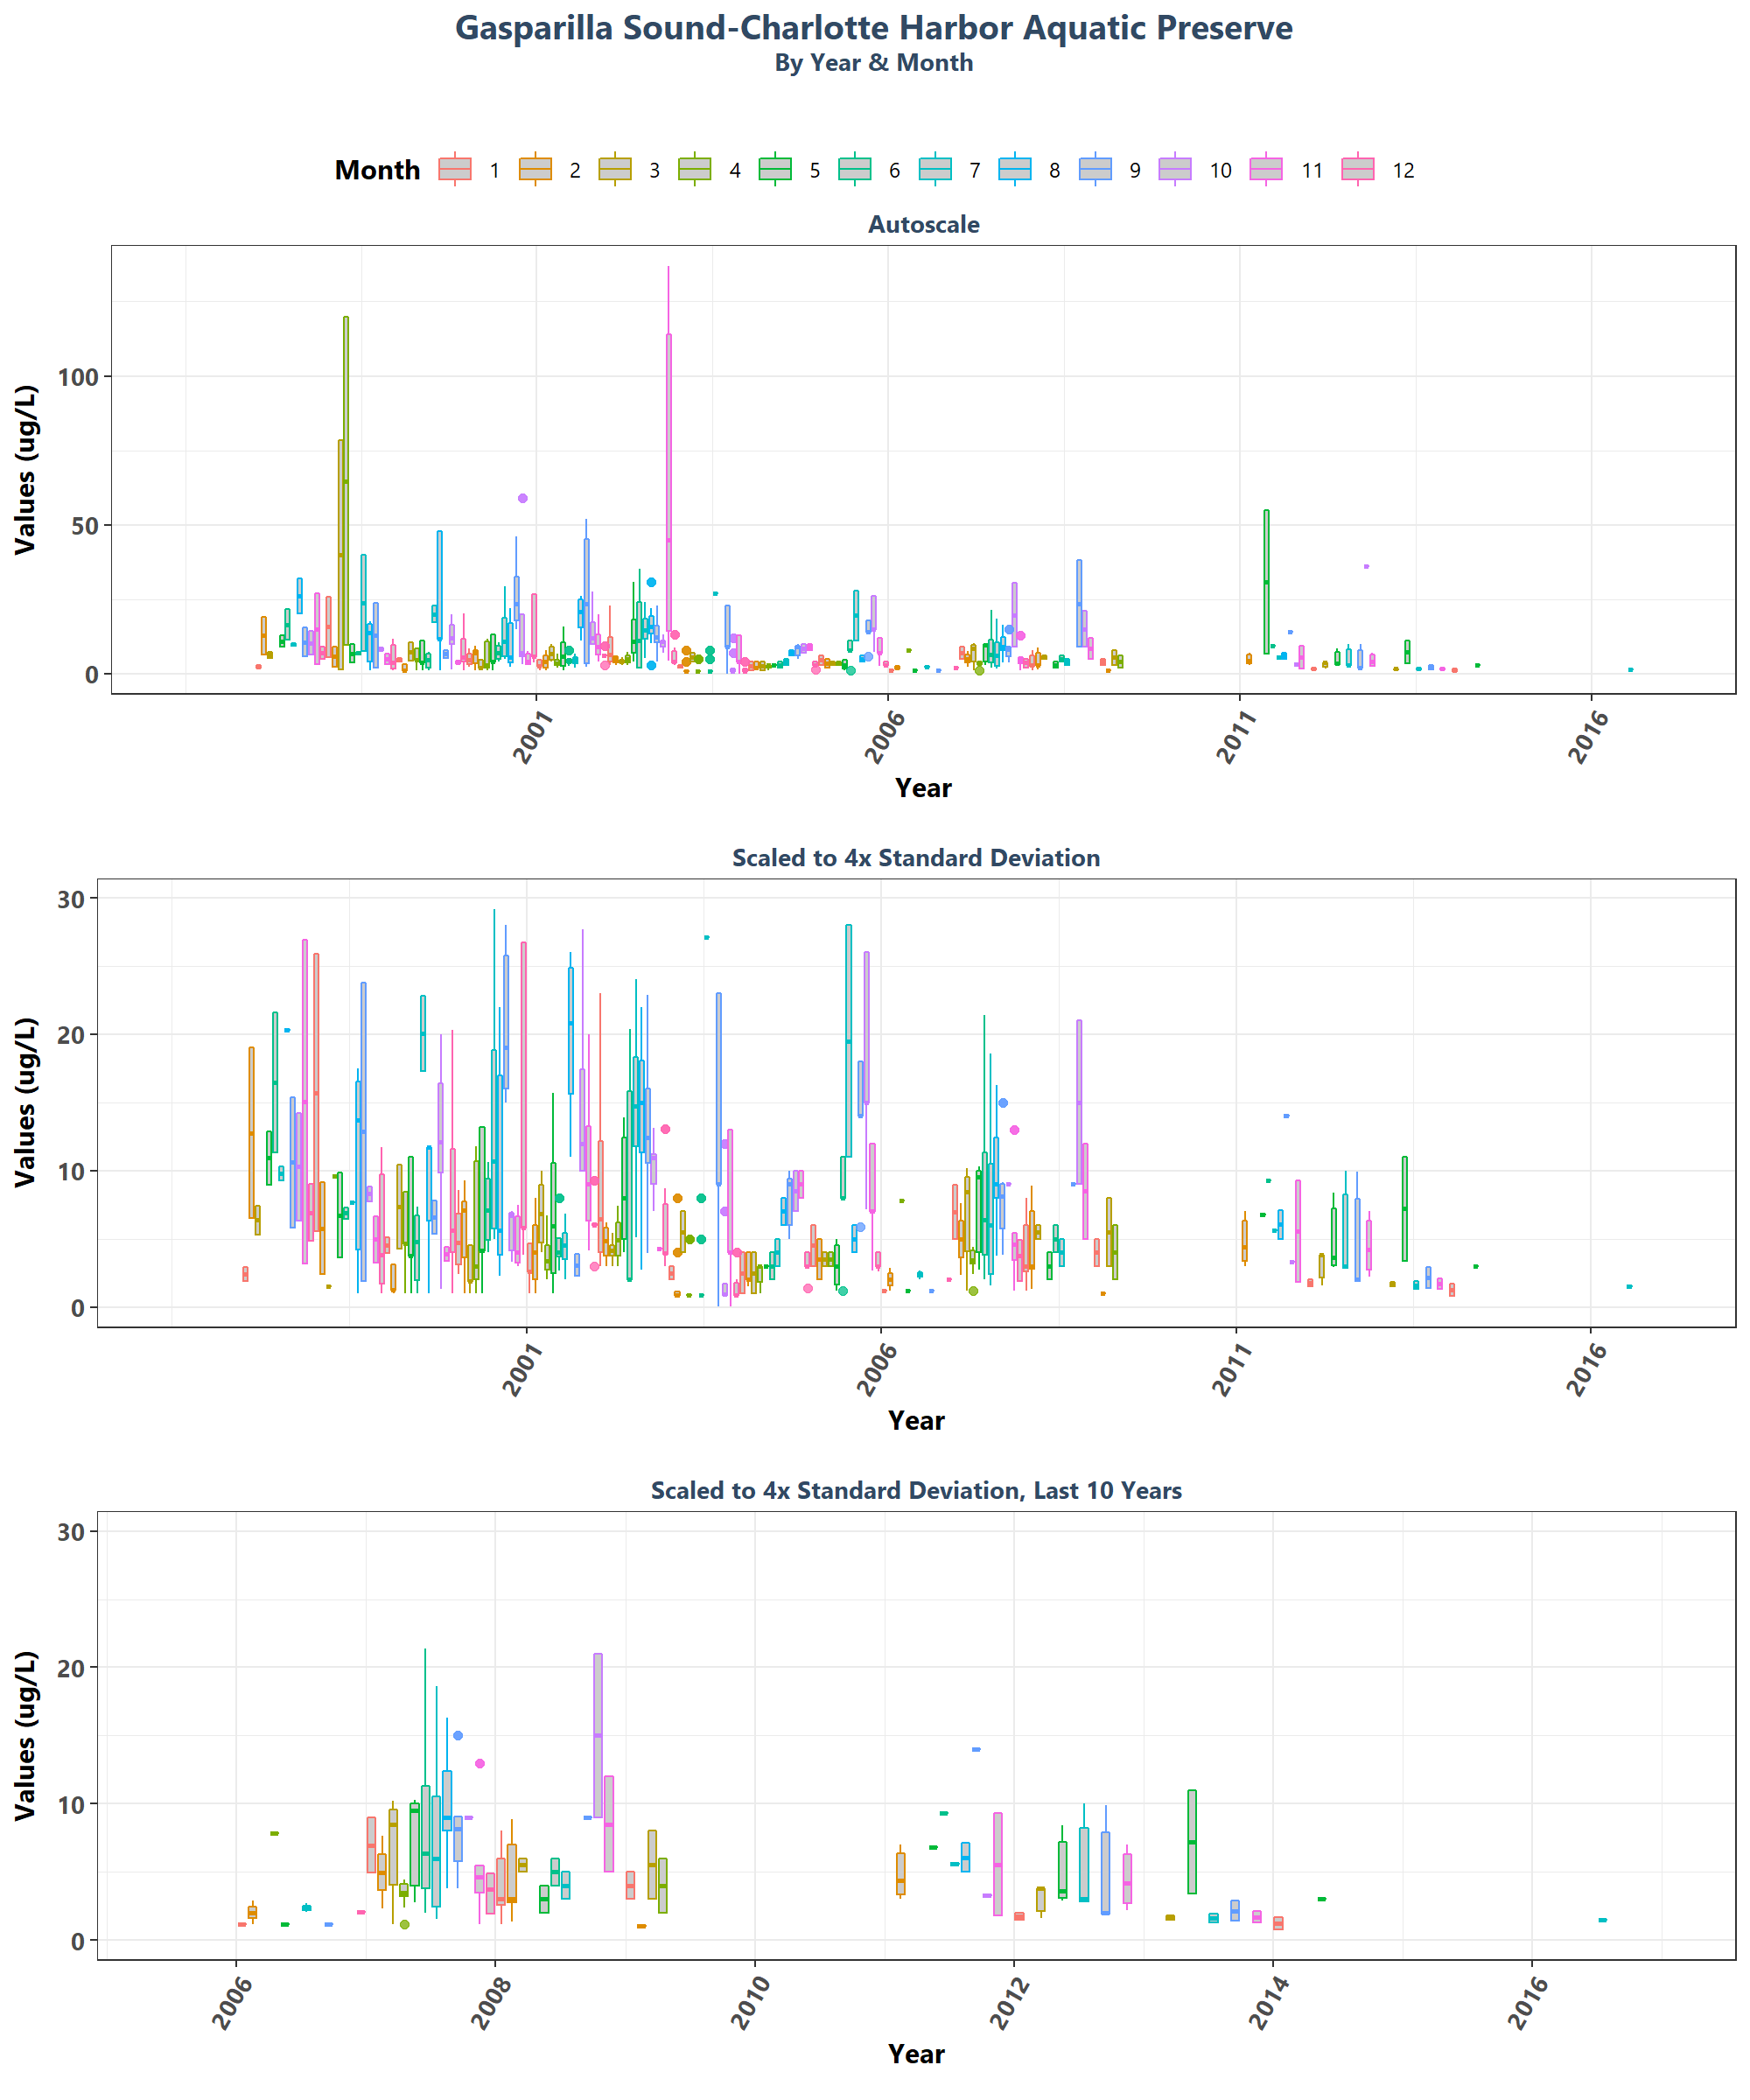 Gasparilla Sound-Charlotte Harbor Aquatic Preserve
By Year & Month
Month 1 2 3 4 5 6 7 8 9 10 11 12
Autoscale
Values (ug/L)
100
50
0
2001 2006 2011 2016
Year
Scaled to 4x Standard Deviation
Values (ug/L)
30
20
10
0
2001 2006 2011 2016
Year
Scaled to 4x Standard Deviation, Last 10 Years
Values (ug/L)
30
20
10
0
2006 2008 2010 2012 2014 2016
Year